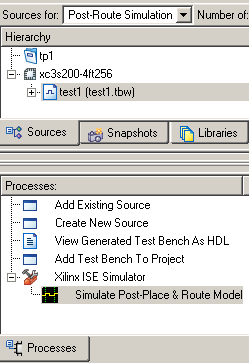 Sources for: Post-Route Simulation Number of:
Hierarchy
tp1
xc3s200-4ft256
test1 (test1.tbw)
Sources Snapshots Libraries
Processes:
Add Existing Source
Create New Source
View Generated Test Bench As HDL
Add Test Bench To Project
Xilinx ISE Simulator
Simulate Post-Place & Route Model
Processes